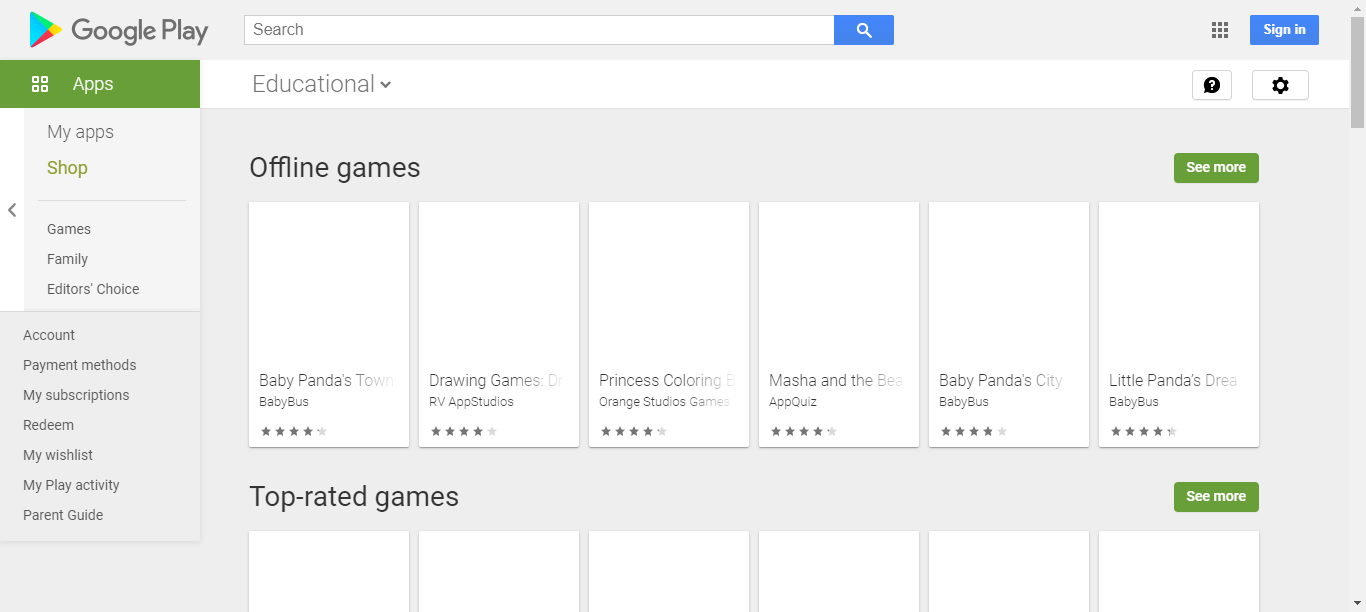 Google Play
Search
Sign in
Apps
Educational
My apps
Shop
Games
Family
Editors' Choice
Account
Payment methods
My subscriptions
Redeem
My wishlist
My Play activity
Parent Guide
Offline games
See more
Baby Panda's Town
BabyBus
Drawing Games: Dr
RV AppStudios
Princess Coloring B
Orange Studios Games
Masha and the Bea
AppQuiz
Baby Panda's City
BabyBus
Little Panda's Drea
BabyBus
Top-rated games
See more